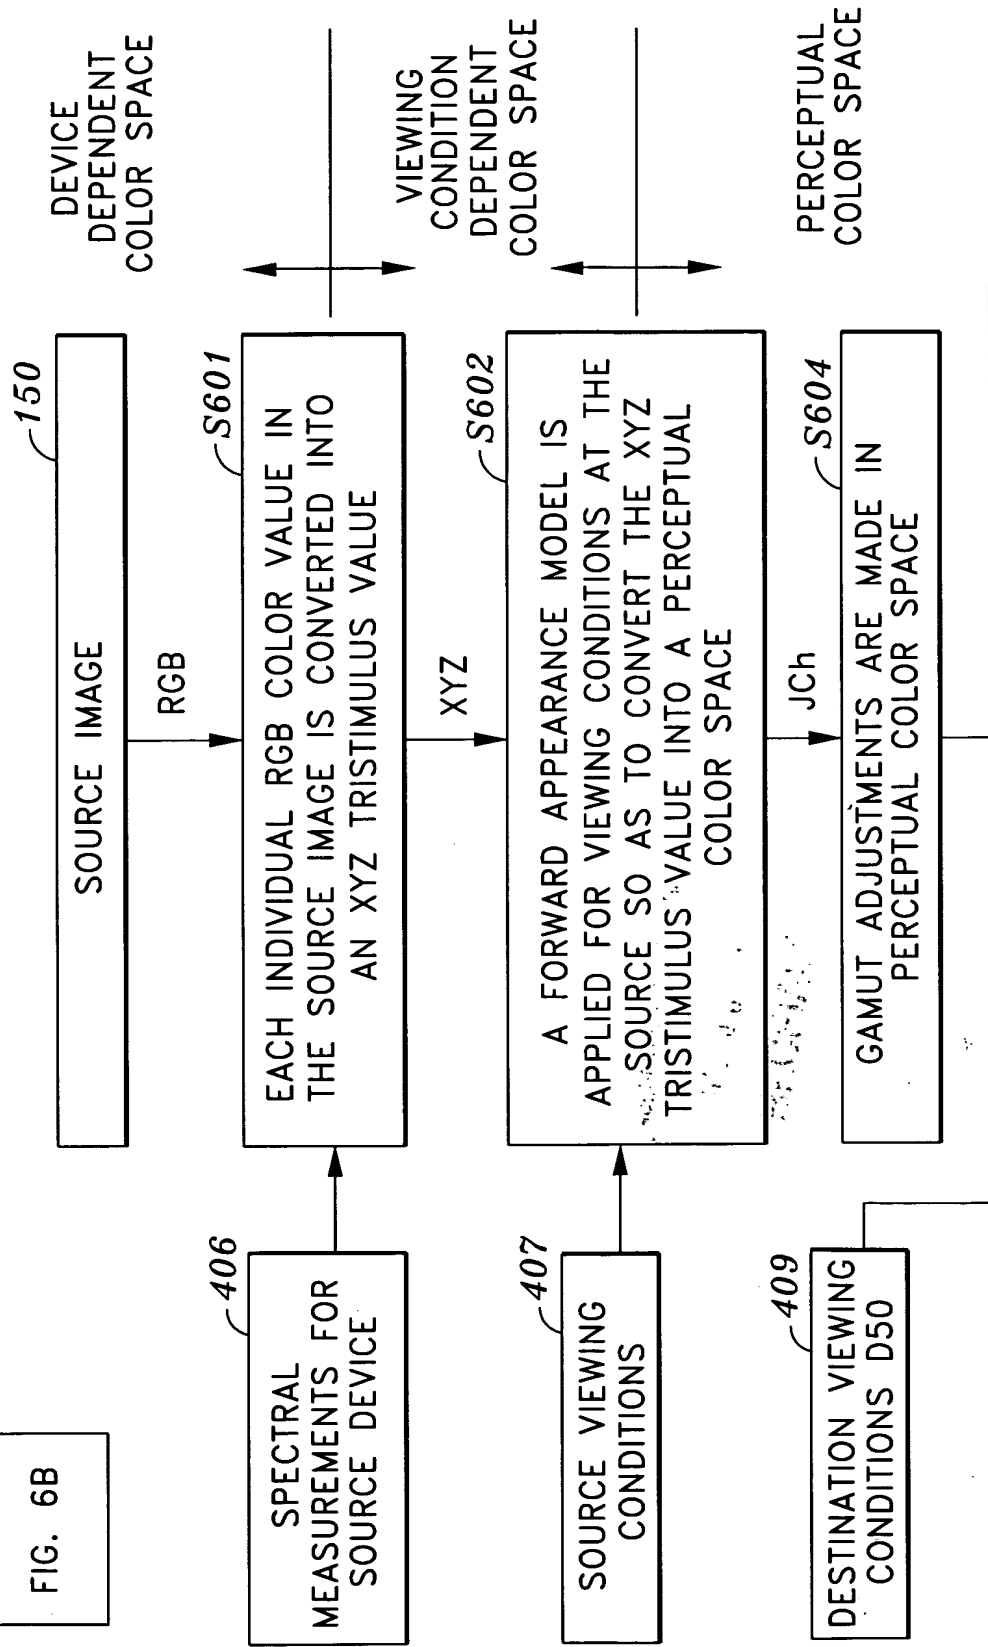 FIG. 6B
150
SOURCE IMAGE
DEVICE
DEPENDENT
COLOR SPACE
RGB
406
SPECTRAL
MEASUREMENTS FOR
SOURCE DEVICE
S601
EACH INDIVIDUAL RGB COLOR VALUE IN
THE SOURCE IMAGE IS CONVERTED INTO
AN XYZ TRISTIMULUS VALUE
VIEWING
CONDITION
DEPENDENT
COLOR SPACE
XYZ
407
SOURCE VIEWING
CONDITIONS
S602
A FORWARD APPEARANCE MODEL IS
APPLIED FOR VIEWING CONDITIONS AT THE
SOURCE SO AS TO CONVERT THE XYZ
TRISTIMULUS VALUE INTO A PERCEPTUAL
COLOR SPACE
JCh
409
DESTINATION VIEWING
CONDITIONS D50
S604
GAMUT ADJUSTMENTS ARE MADE IN
PERCEPTUAL COLOR SPACE
PERCEPTUAL
COLOR SPACE